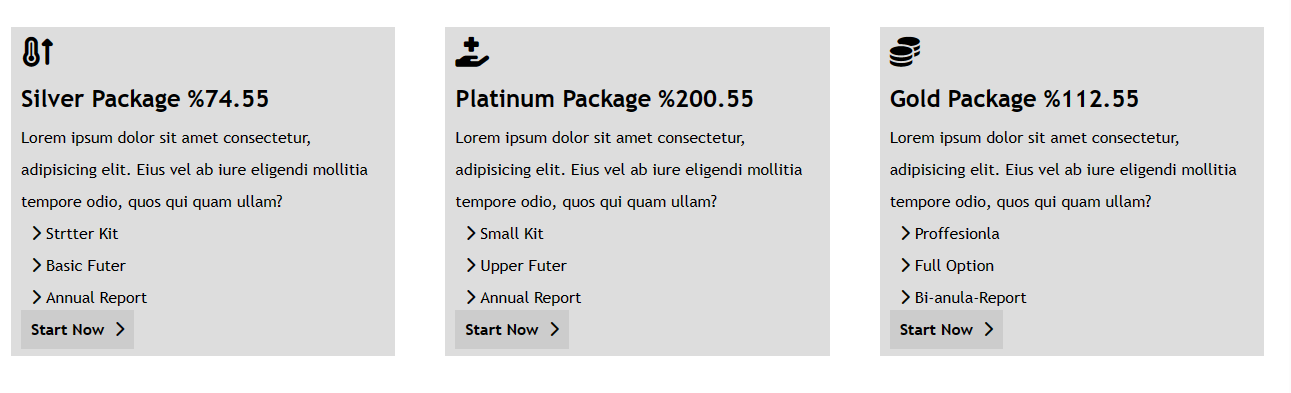 Silver Package %74.55
Lorem ipsum dolor sit amet consectetur,
adipisicing elit. Eius vel ab iure eligendi mollitia
tempore odio, quos qui quam ullam?
Strtter Kit
Basic Futer
Annual Report
Start Now
Platinum Package %200.55
Lorem ipsum dolor sit amet consectetur,
adipisicing elit. Eius vel ab iure eligendi mollitia
tempore odio, quos qui quam ullam?
Small Kit
Upper Futer
Annual Report
Start Now
Gold Package %112.55
Lorem ipsum dolor sit amet consectetur,
adipisicing elit. Eius vel ab iure eligendi mollitia
tempore odio, quos qui quam ullam?
Proffesionla
Full Option
Bi-anula-Report
Start Now